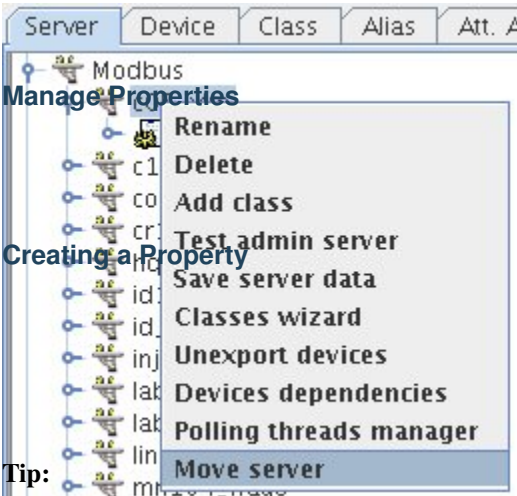 Server Device Class Alias Att. A
Modbus
Manage Properties
Rename
Delete
c1
Add class
co
Test admin server
cr
Creating a Property
Save server data
id1
Classes wizard
id_
Unexport devices
inj
Devices dependencies
lab
Polling threads manager
lab
lin
Move server
Tip: